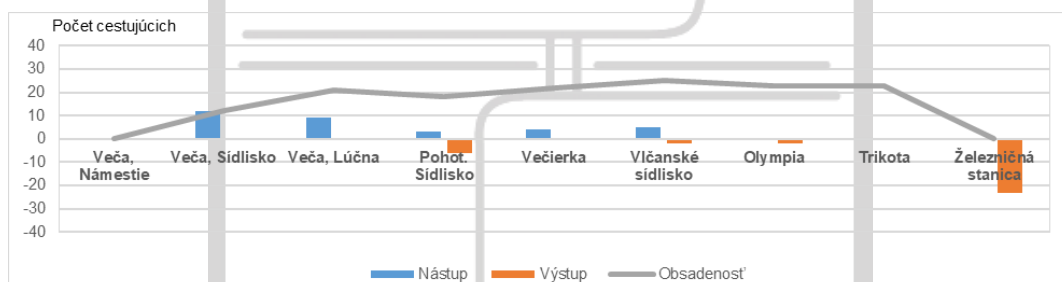 Počet cestujúcich
40
30
20
10
0
-10
-20
-30
-40
Veča, Námestie
Veča, Sídlisko
Veča, Lúčna
Pohot. Sídlisko
Večierka
Vlčanské sídlisko
Olympia
Trikota
Železničná stanica
Nástup
Výstup
Obsadenosť